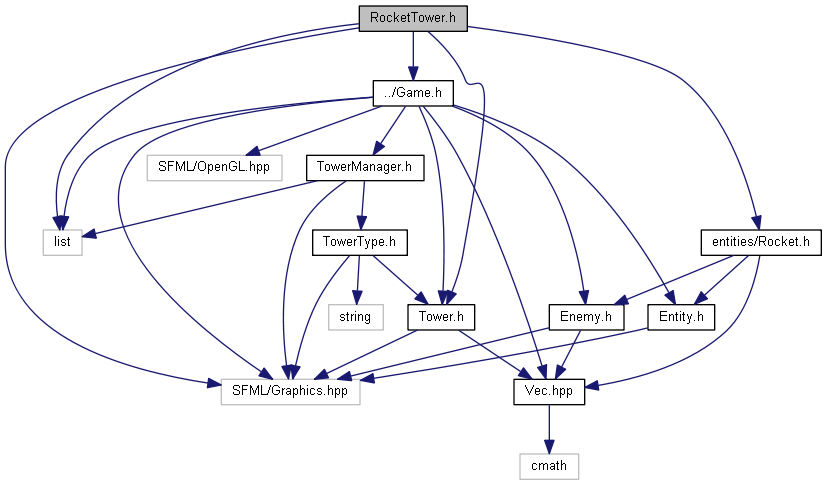 RocketTower.h
../Game.h
SFML/OpenGL.hpp
TowerManager.h
list
TowerType.h
entities/Rocket.h
string
Tower.h
Enemy.h
Entity.h
SFML/Graphics.hpp
Vec.hpp
cmath